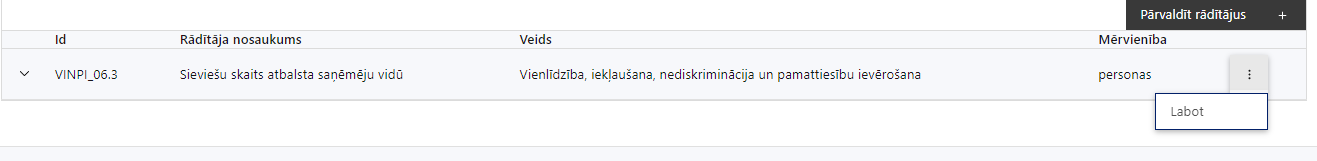 Pārvaldīt rādītājus +
Id Rādītāja nosaukums Veids Mērvienība
VINPI_06.3 Sieviešu skaits atbalsta saņēmēju vidū Vienlīdzība, iekļaušana, nediskriminācija un pamattiesību ievērošana personas
Labot